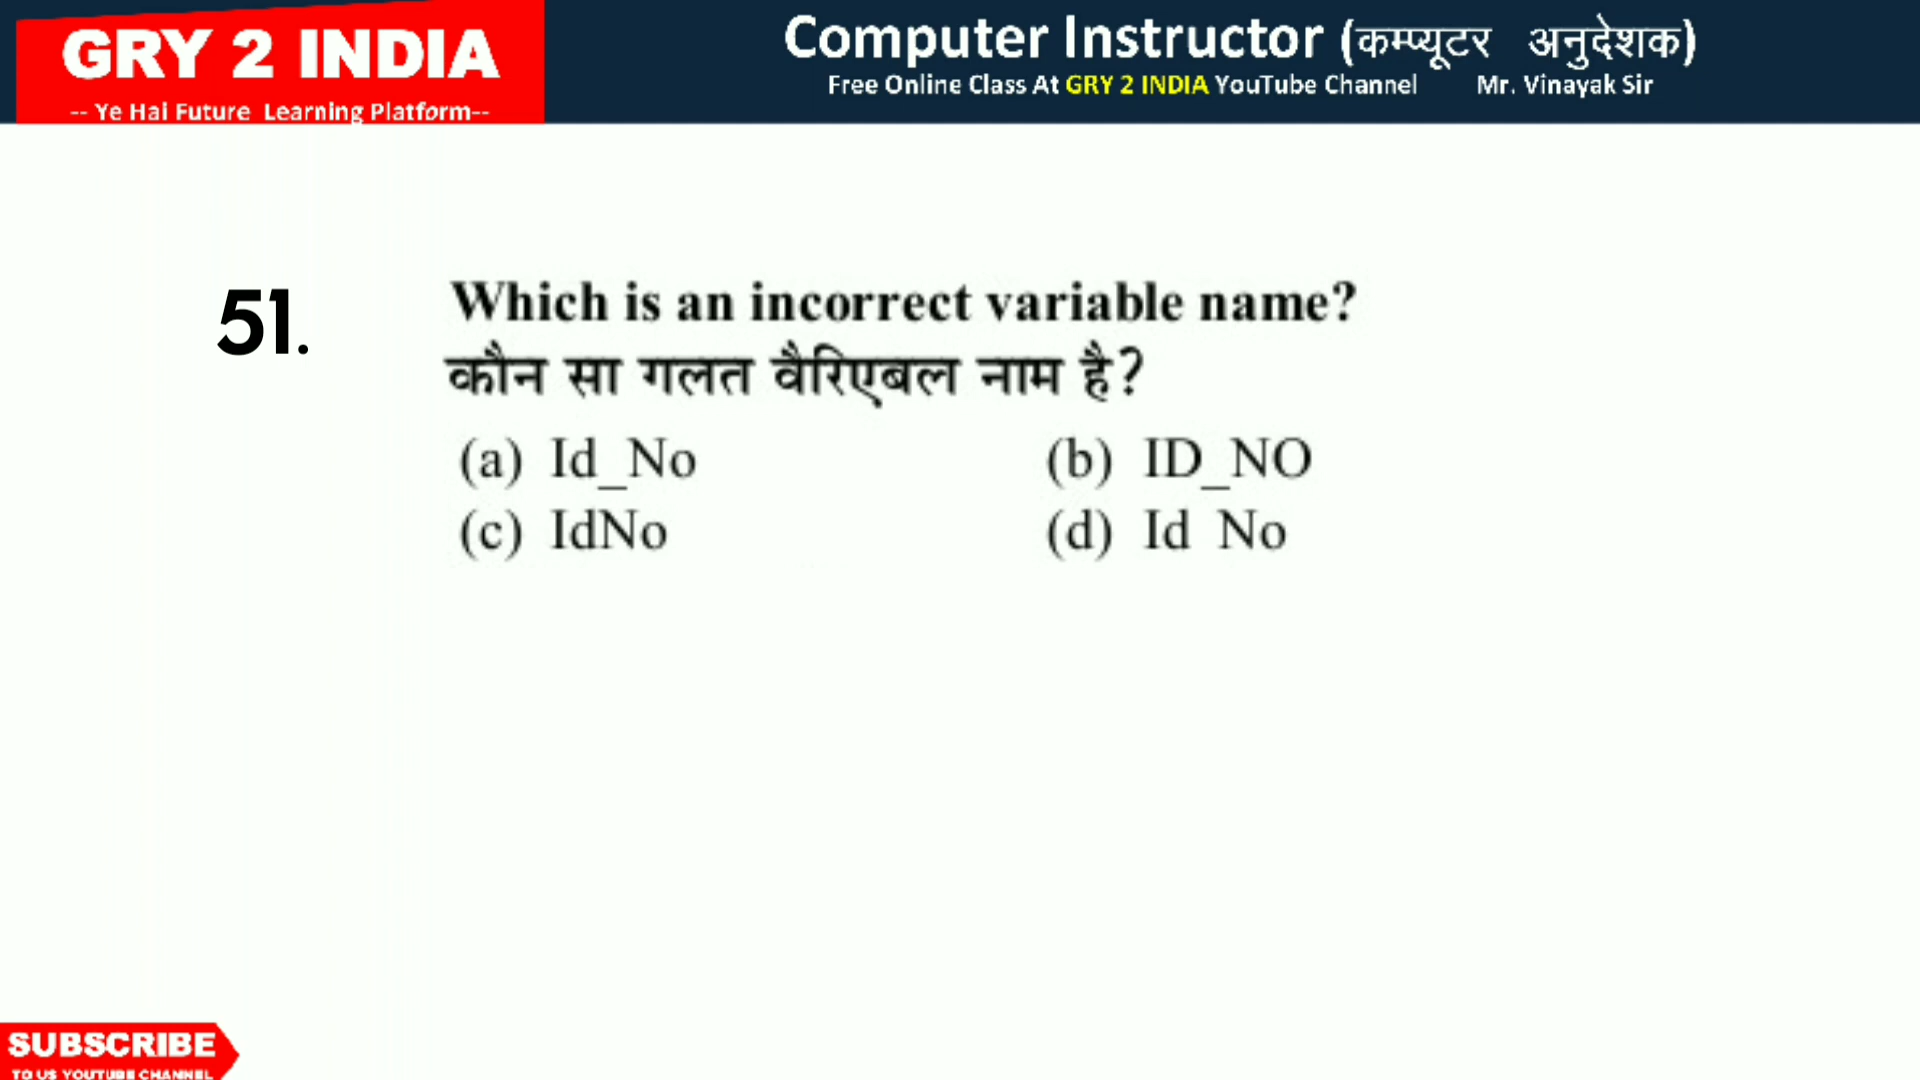 GRY 2 INDIA
-- Ye Hai Future Learning Platform--
Computer Instructor (कम्प्यूटर अनुदेशक)
Free Online Class At GRY 2 INDIA YouTube Channel Mr. Vinayak Sir
51. Which is an incorrect variable name?
कौन सा गलत वैरिएबल नाम है?
(a) Id_No (b) ID_NO
(c) IdNo (d) Id No
SUBSCRIBE
TO US YOUTUBE CHANNEL